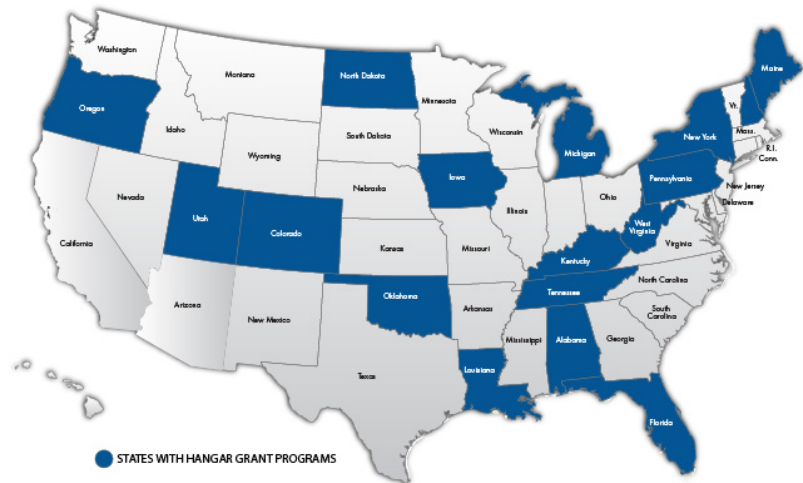 Washington
Montana
North Dakota
Minnesota
Maine
Oregon
Idaho
South Dakota
Wisconsin
Vt.
New York
Mass.
R.I.
Conn.
Michigan
Wyoming
Iowa
Pennsylvania
New Jersey
Nebraska
Nevada
Utah
Illinois
Ohio
Delaware
West
Virginia
Colorado
California
Kansas
Missouri
Virginia
Kentucky
North Carolina
Tennessee
Oklahoma
Arizona
New Mexico
Arkansas
South
Carolina
Mississippi
Alabama
Georgia
Texas
Louisiana
Florida
STATES WITH HANGAR GRANT PROGRAMS